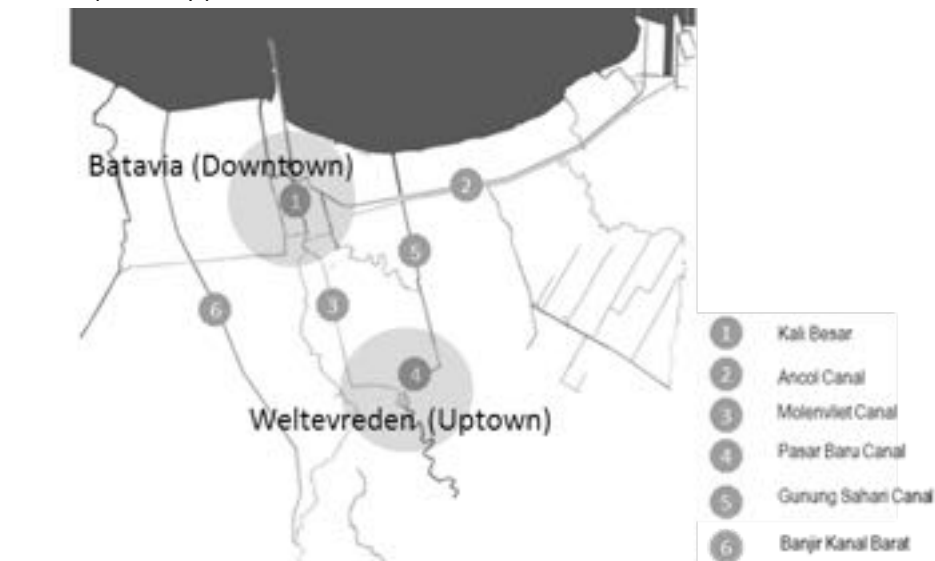 Batavia (Downtown)
1
2
5
3
6
4
Weltevreden (Uptown)
1 Kali Besar
2 Ancol Canal
3 Molenvliet Canal
4 Pasar Baru Canal
5 Gunung Sahari Canal
6 Banjir Kanal Barat